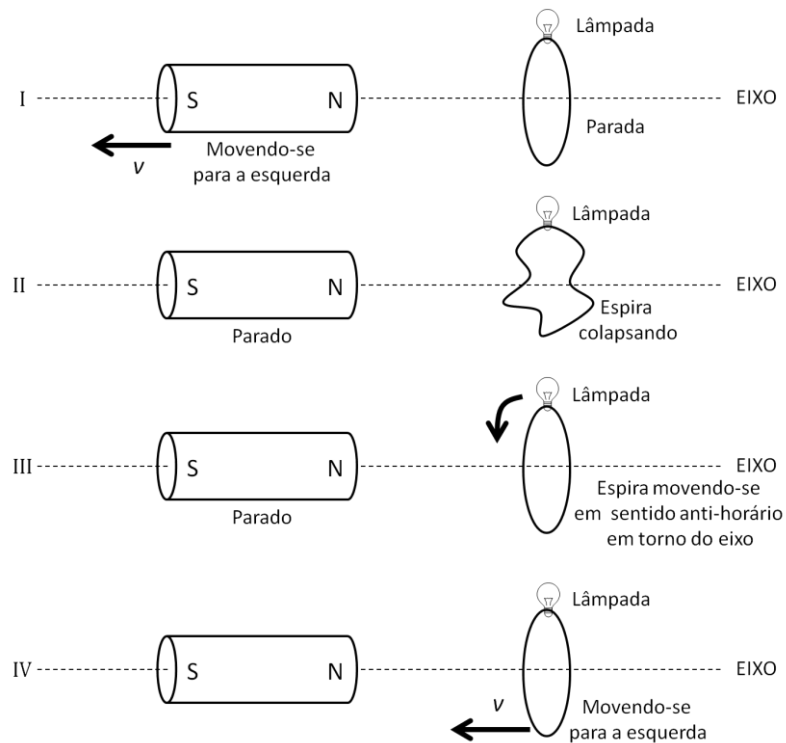 Lâmpada
I
S
N
EIXO
Parada
v
Movendo-se
para a esquerda
Lâmpada
II
S
N
EIXO
Espira
colapsando
Parado
Lâmpada
III
S
N
EIXO
Espira movendo-se
em sentido anti-horário
em torno do eixo
Parado
Lâmpada
IV
S
N
EIXO
v
Movendo-se
para a esquerda